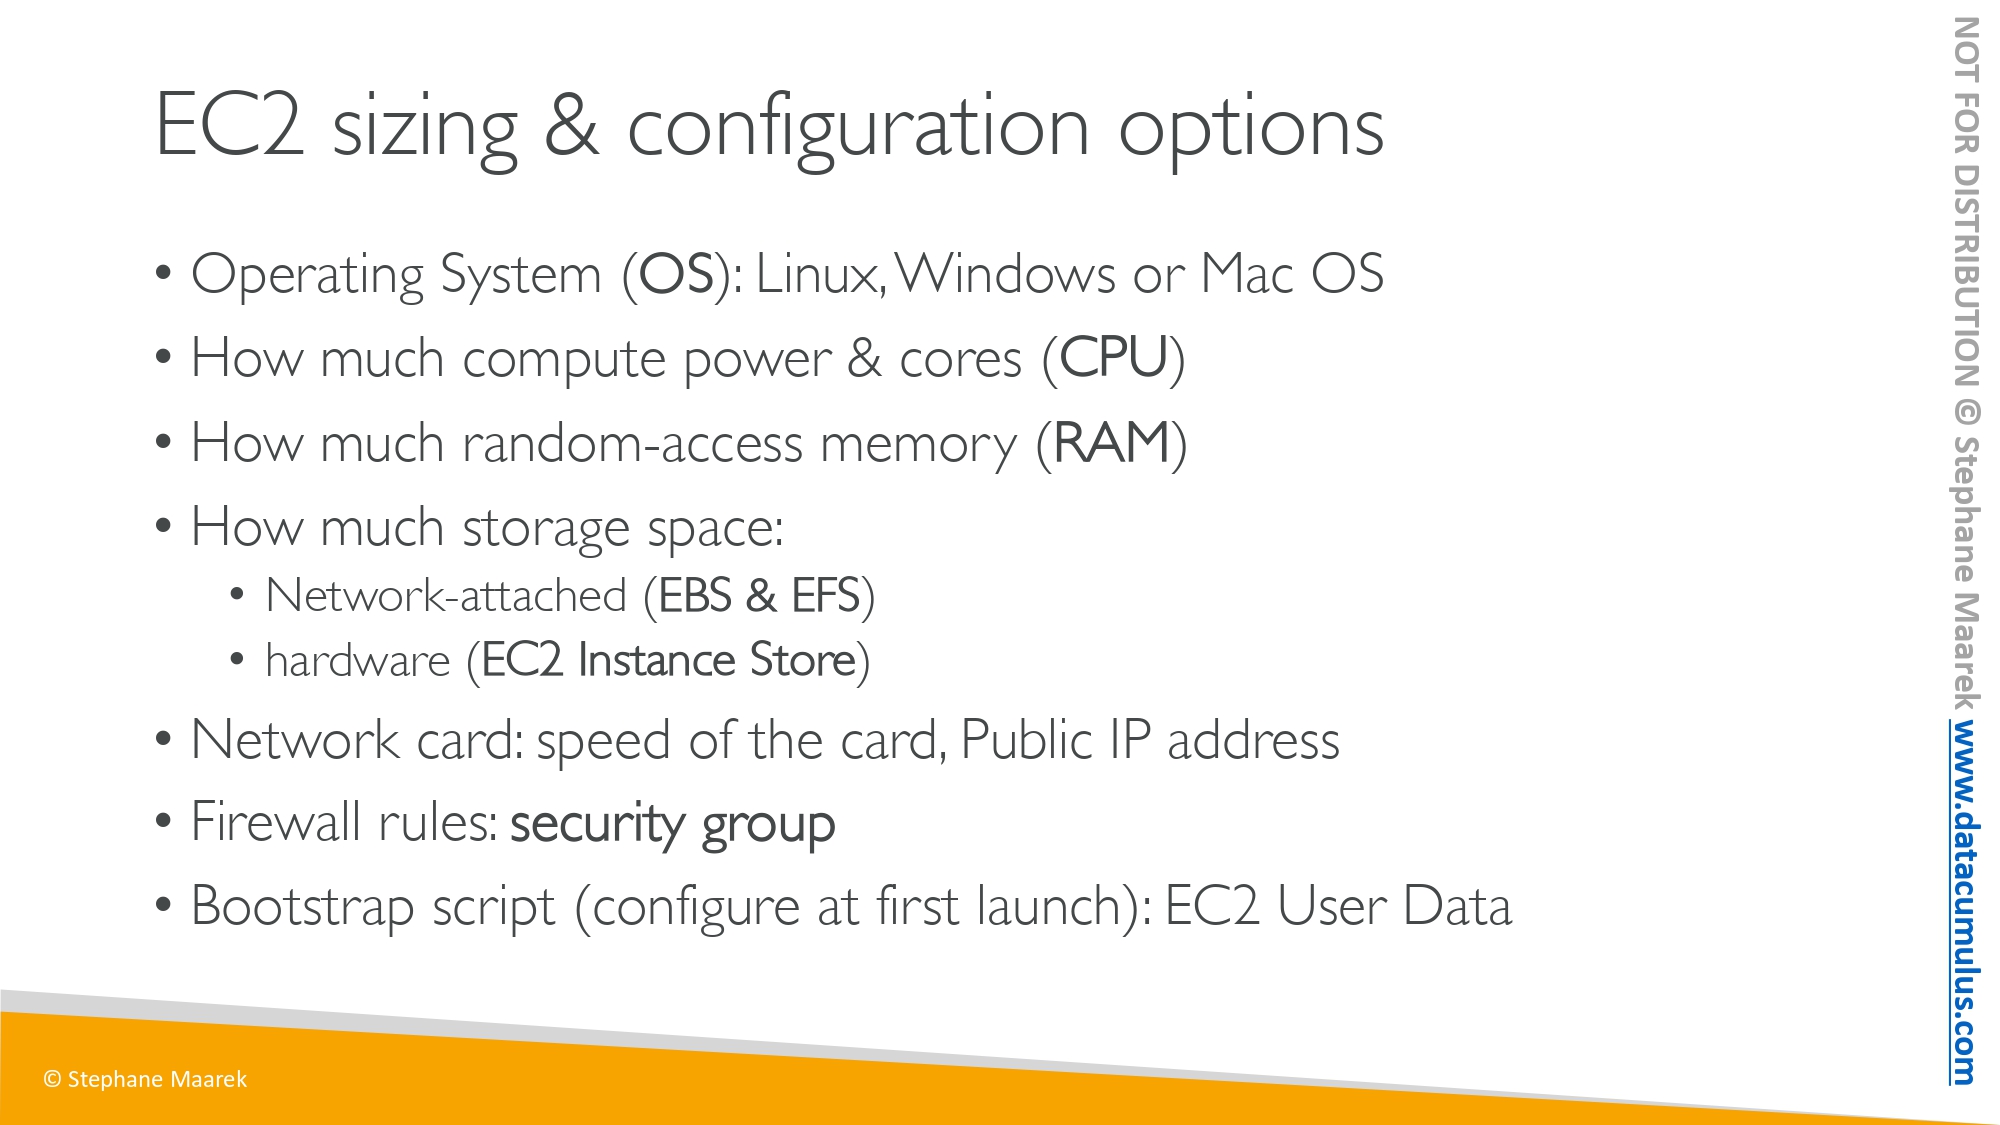 EC2 sizing & configuration options
• Operating System (OS): Linux, Windows or Mac OS
• How much compute power & cores (CPU)
• How much random-access memory (RAM)
• How much storage space:
• Network-attached (EBS & EFS)
• hardware (EC2 Instance Store)
• Network card: speed of the card, Public IP address
• Firewall rules: security group
• Bootstrap script (configure at first launch): EC2 User Data
© Stephane Maarek
NOT FOR DISTRIBUTION © Stephane Maarek www.datacumulus.com